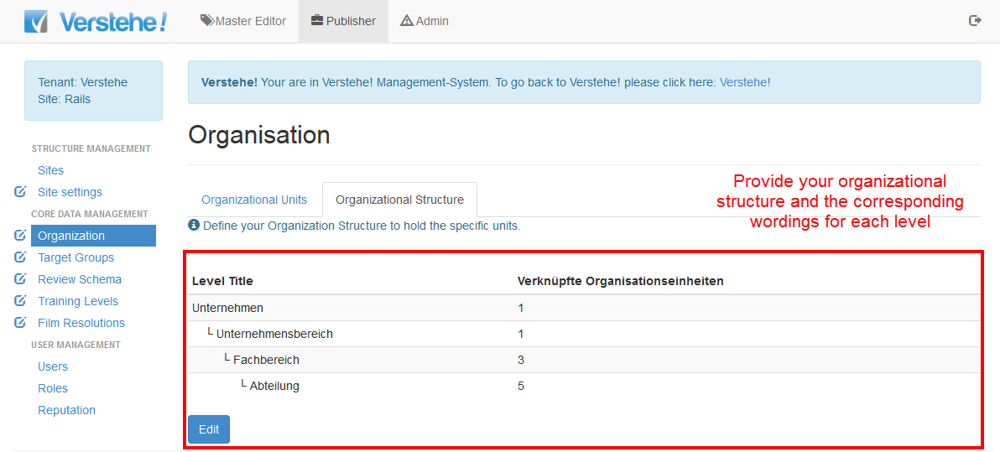 Verstehe!
Master Editor
Publisher
Admin
Tenant: Verstehe
Site: Rails
Verstehe! Your are in Verstehe! Management-System. To go back to Verstehe! please click here: Verstehe!
STRUCTURE MANAGEMENT
Sites
Site settings
CORE DATA MANAGEMENT
Organization
Target Groups
Review Schema
Training Levels
Film Resolutions
USER MANAGEMENT
Users
Roles
Reputation
Organisation
Organizational Units
Organizational Structure
Provide your organizational
structure and the corresponding
wordings for each level
Define your Organization Structure to hold the specific units.
Level Title Verknüpfte Organisationseinheiten
Unternehmen 1
└ Unternehmensbereich 1
└ Fachbereich 3
└ Abteilung 5
Edit